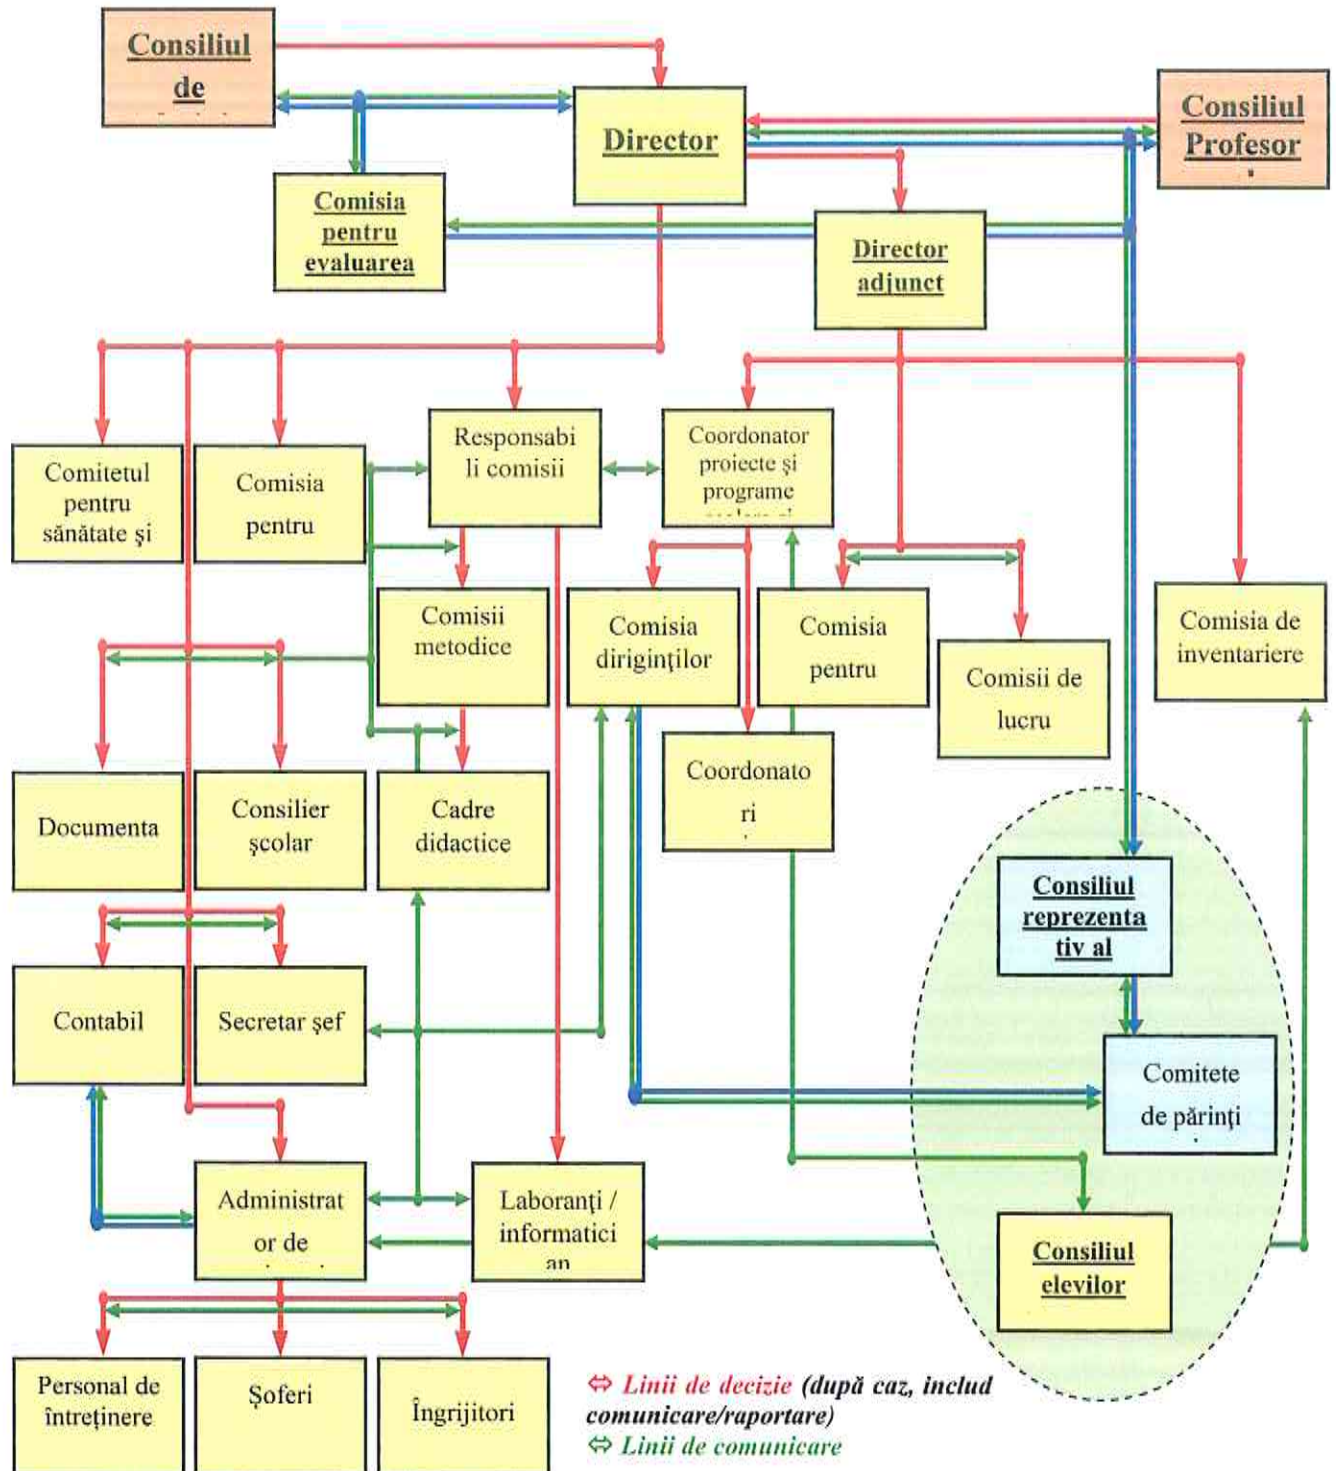 Consiliul
de
Director
Consiliul
Profesor
Comisia
pentru
evaluarea
Director
adjunct
Comitetul
pentru
sănătate şi
Comisia
pentru
Responsabi
li comisii
Coordonator
proiecte şi
programe
Comisii
metodice
Comisia
diriginţilor
Comisia
pentru
Comisii de
lucru
Comisia de
inventariere
Documenta
Consilier
şcolar
Cadre
didactice
Coordonato
ri
Consiliul
reprezenta
tiv al
Contabil
Secretar şef
Comitete
de părinţi
Administrat
or de
Laboranţi /
informatici
an
Consiliul
elevilor
Personal de
întreţinere
Şoferi
Îngrijitori
⇔ Linii de decizie (după caz, includ
comunicare/raportare)
⇔ Linii de comunicare